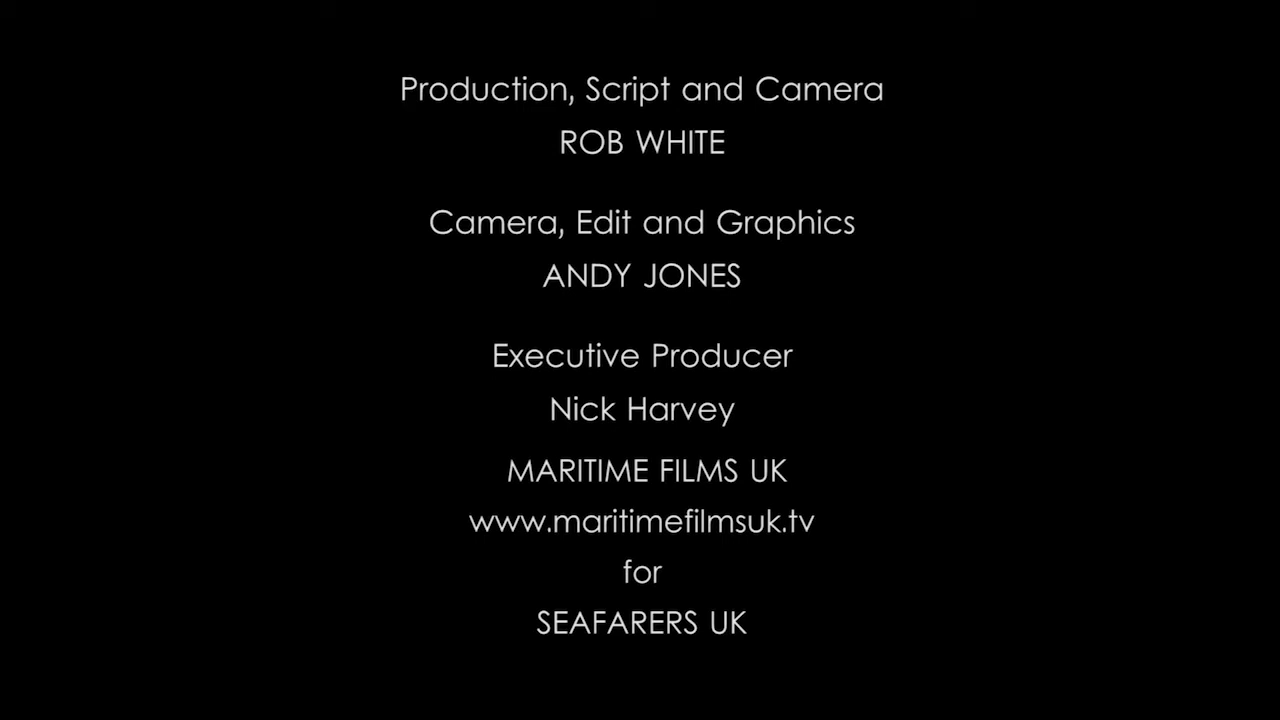 Production, Script and Camera
ROB WHITE
Camera, Edit and Graphics
ANDY JONES
Executive Producer
Nick Harvey
MARITIME FILMS UK
www.maritimefilmsuk.tv
for
SEAFARERS UK